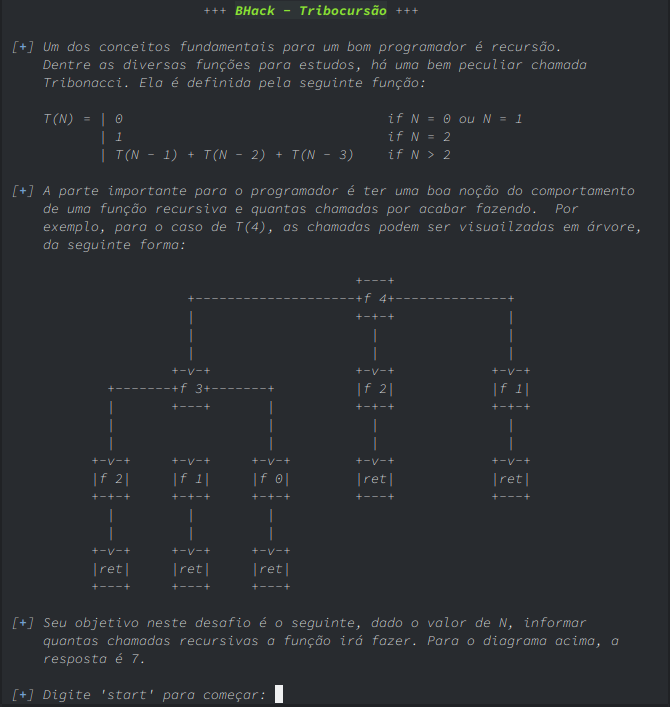 +++ BHack - Tribocursão +++
[+] Um dos conceitos fundamentais para um bom programador é recursão.
Dentre as diversas funções para estudos, há uma bem peculiar chamada
Tribonacci. Ela é definida pela seguinte função:
T(N) = | 0 if N = 0 ou N = 1
| 1 if N = 2
| T(N - 1) + T(N - 2) + T(N - 3) if N > 2
[+] A parte importante para o programador é ter uma boa noção do comportamento
de uma função recursiva e quantas chamadas por acabar fazendo. Por
exemplo, para o caso de T(4), as chamadas podem ser visuailzadas em árvore,
da seguinte forma:
+---+
+--------------------+f 4+--------------+
| +-+-+ |
| | |
| | |
+-v-+ +-v-+ +-v-+
+-------+f 3+-------+ |f 2| |f 1|
| +---+ | +-+-+ +-+-+
| | | |
| | | |
+-v-+ +-v-+ +-v-+ +-v-+ +-v-+
|f 2| |f 1| |f 0| |ret| |ret|
+-+-+ +-+-+ +-+-+ +---+ +---+
| | |
| | |
+-v-+ +-v-+ +-v-+
|ret| |ret| |ret|
+---+ +---+ +---+
[+] Seu objetivo neste desafio é o seguinte, dado o valor de N, informar
quantas chamadas recursivas a função irá fazer. Para o diagrama acima, a
resposta é 7.
[+] Digite 'start' para começar: